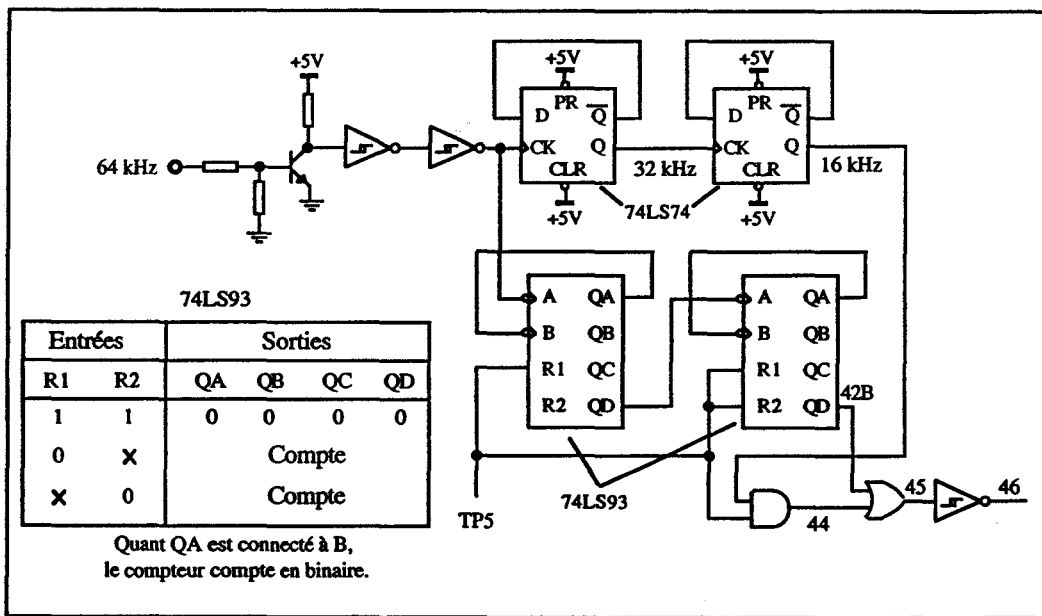 +5V
+5V
+5V
PR
PR
D
Q
D
Q
64 kHz
CK
Q
32 kHz
CK
Q
16 kHz
CLR
CLR
+5V
74LS74
+5V
74LS93
A QA
A QA
B QB
B QB
R1 QC
R1 QC
R2 QD
R2 QD
42B
Entrées
Sorties
R1 R2 QA QB QC QD
1 1 0 0 0 0
0 X Compte
X 0 Compte
Quant QA est connecté à B,
le compteur compte en binaire.
TP5
74LS93
44
45
46